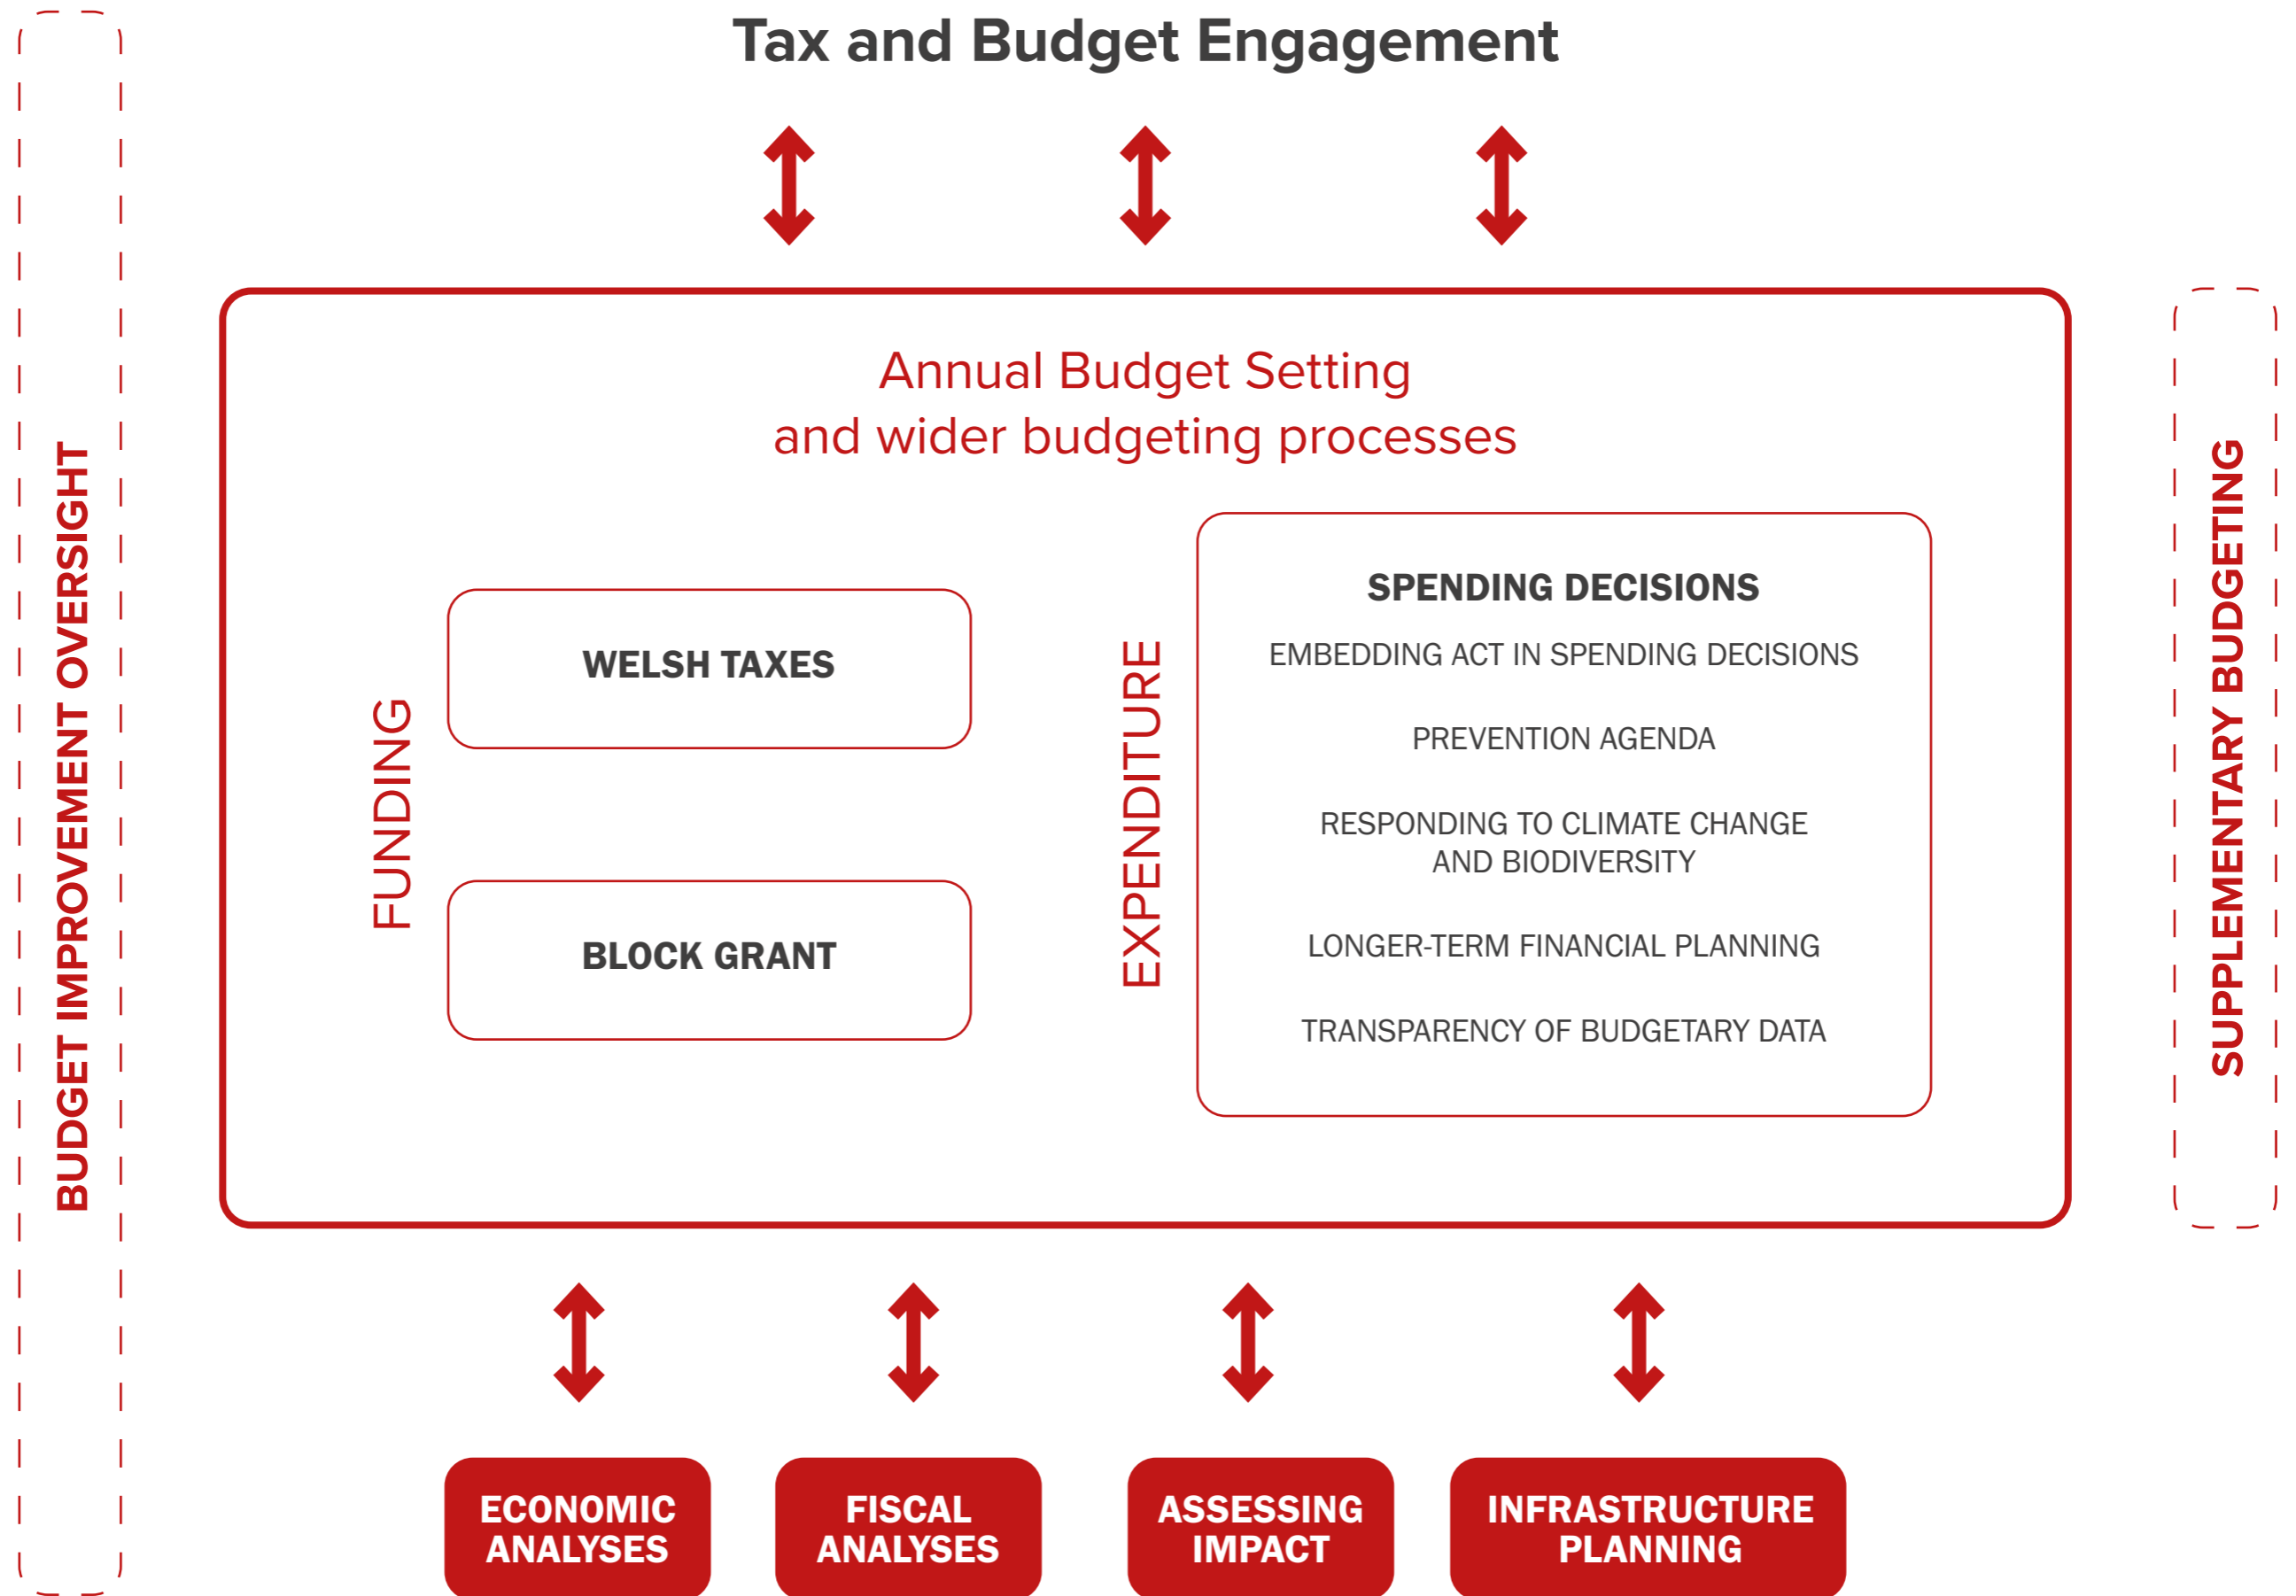 Tax and Budget Engagement
BUDGET IMPROVEMENT OVERSIGHT
Annual Budget Setting
and wider budgeting processes
FUNDING
WELSH TAXES
BLOCK GRANT
EXPENDITURE
SPENDING DECISIONS
EMBEDDING ACT IN SPENDING DECISIONS
PREVENTION AGENDA
RESPONDING TO CLIMATE CHANGE
AND BIODIVERSITY
LONGER-TERM FINANCIAL PLANNING
TRANSPARENCY OF BUDGETARY DATA
SUPPLEMENTARY BUDGETING
ECONOMIC
ANALYSES
FISCAL
ANALYSES
ASSESSING
IMPACT
INFRASTRUCTURE
PLANNING